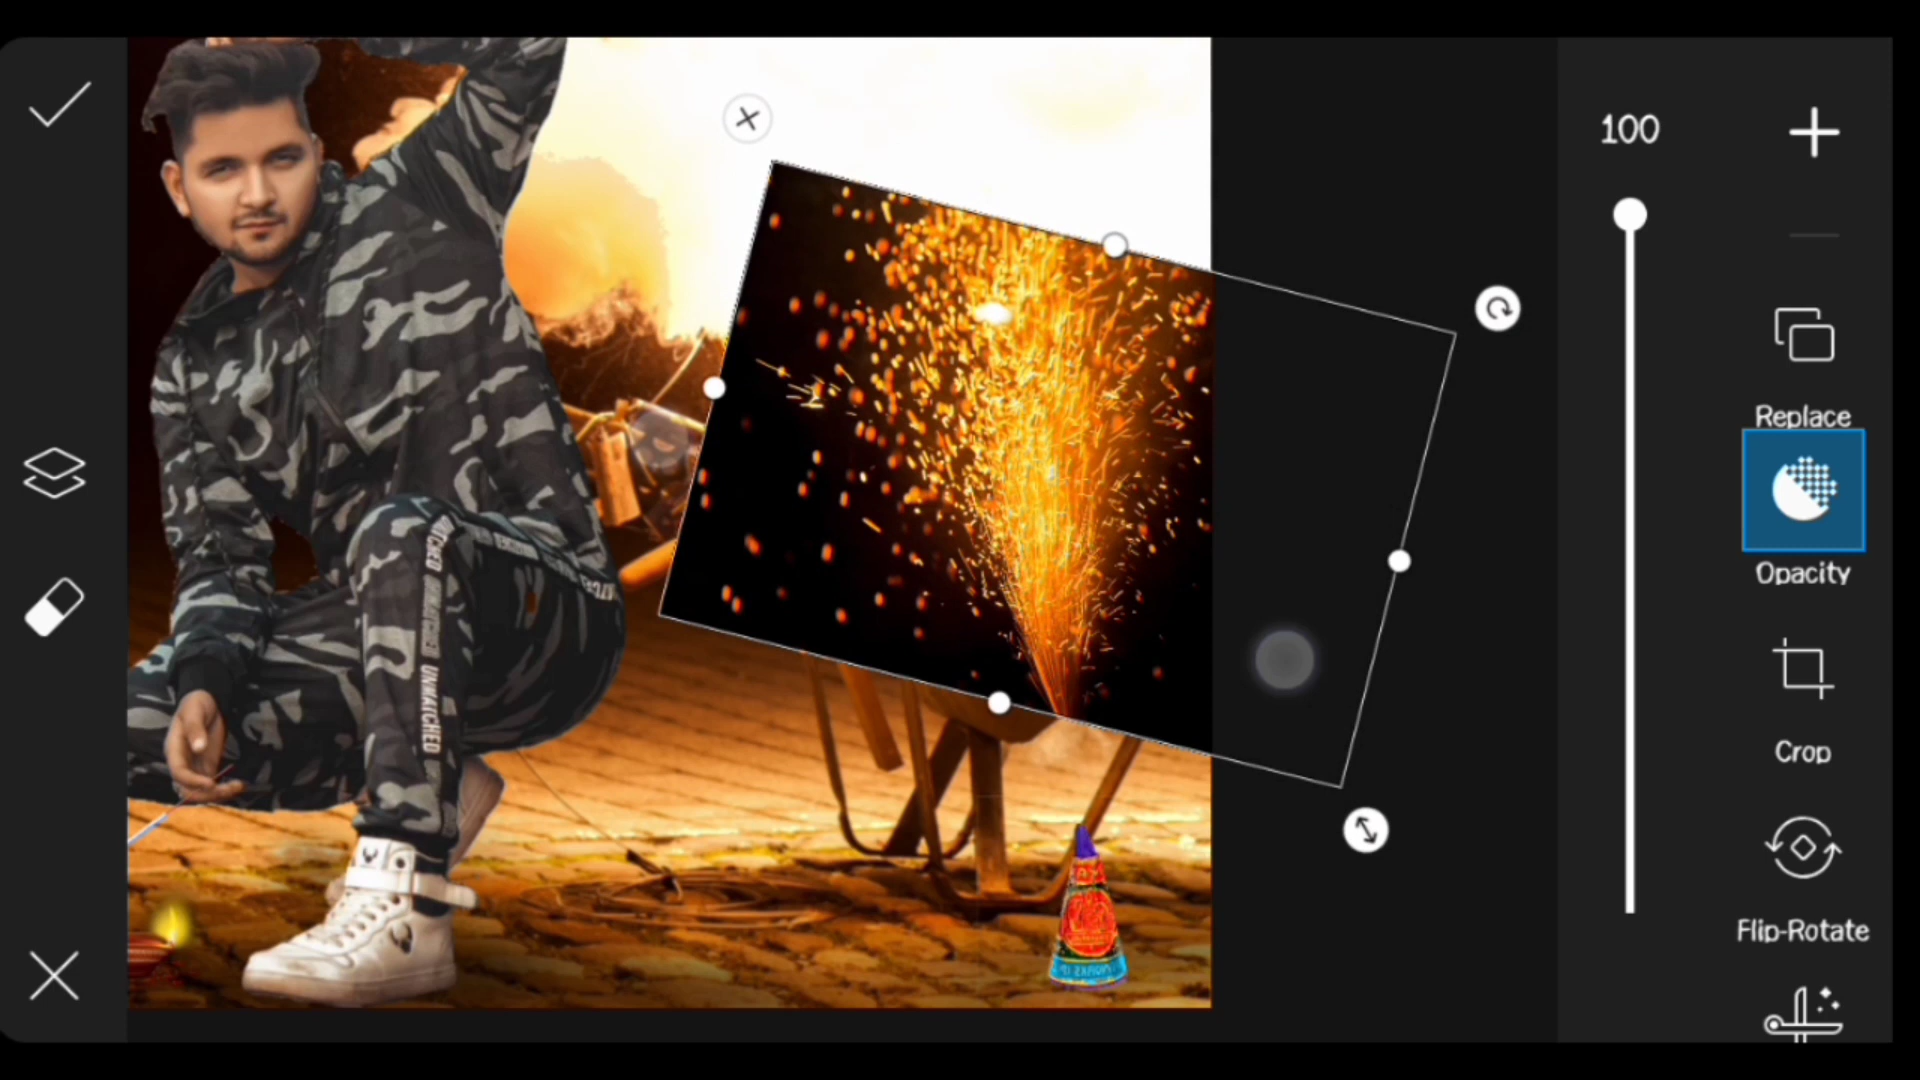 100
Replace
Opacity
Crop
Flip-Rotate
UNMATCHED